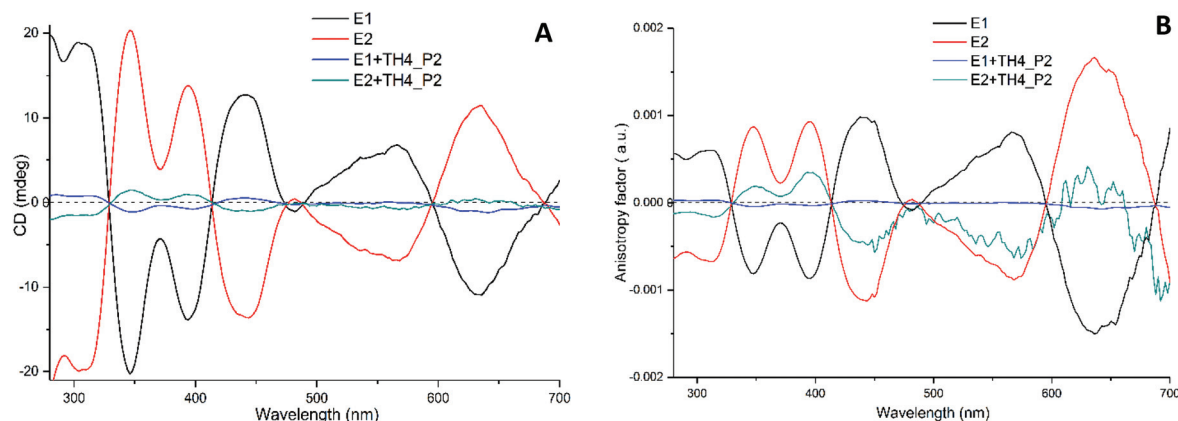 A
E1
E2
E1+TH4_P2
E2+TH4_P2
20
10
0
-10
-20
CD (mdeg)
300
400
500
600
700
Wavelength (nm)
B
E1
E2
E1+TH4_P2
E2+TH4_P2
0.002
0.001
0.000
-0.001
-0.002
Anisotropy factor ( a.u.)
300
400
500
600
700
Wavelength (nm)